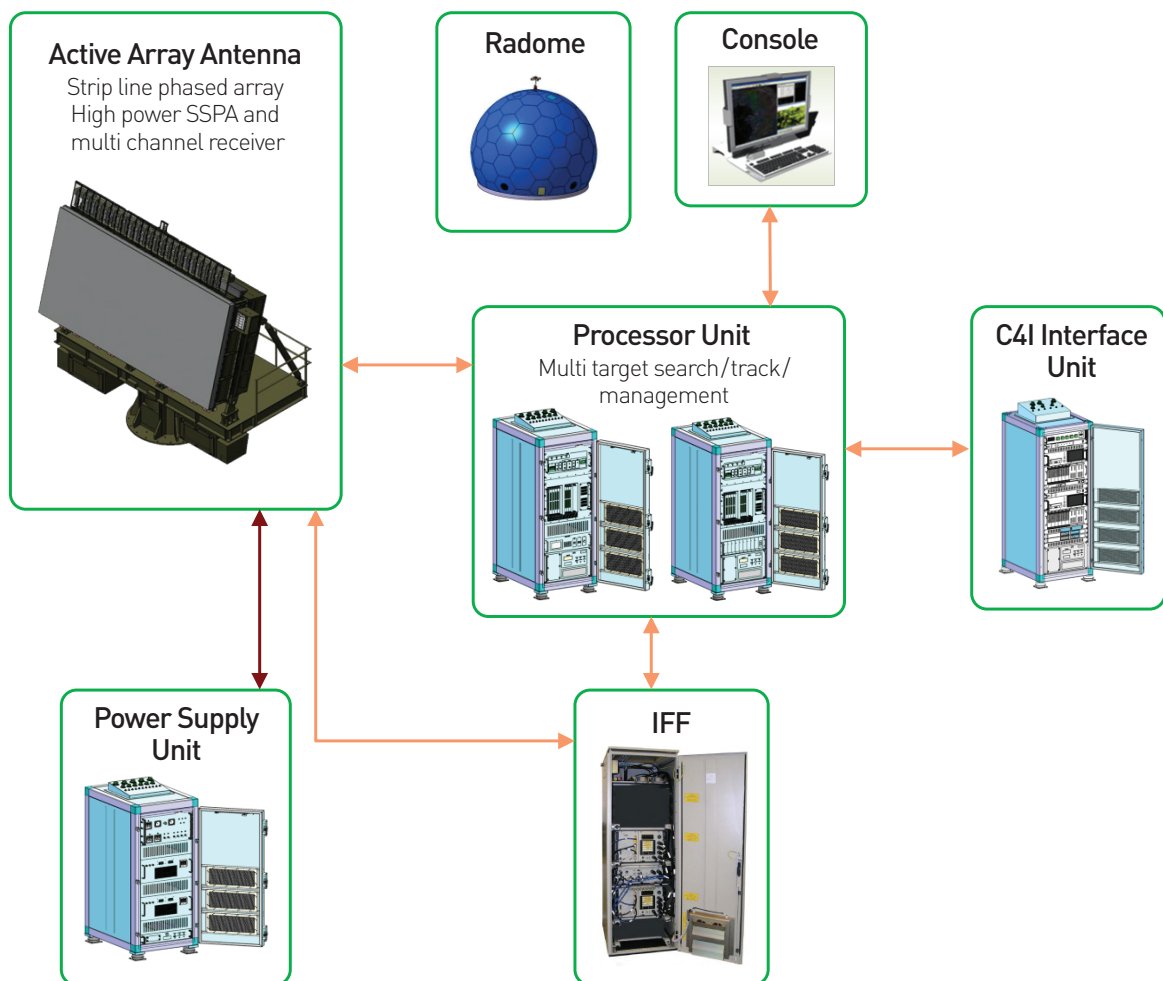 Active Array Antenna
Strip line phased array
High power SSPA and
multi channel receiver
Radome
Console
Processor Unit
Multi target search/track/
management
C4I Interface
Unit
Power Supply
Unit
IFF